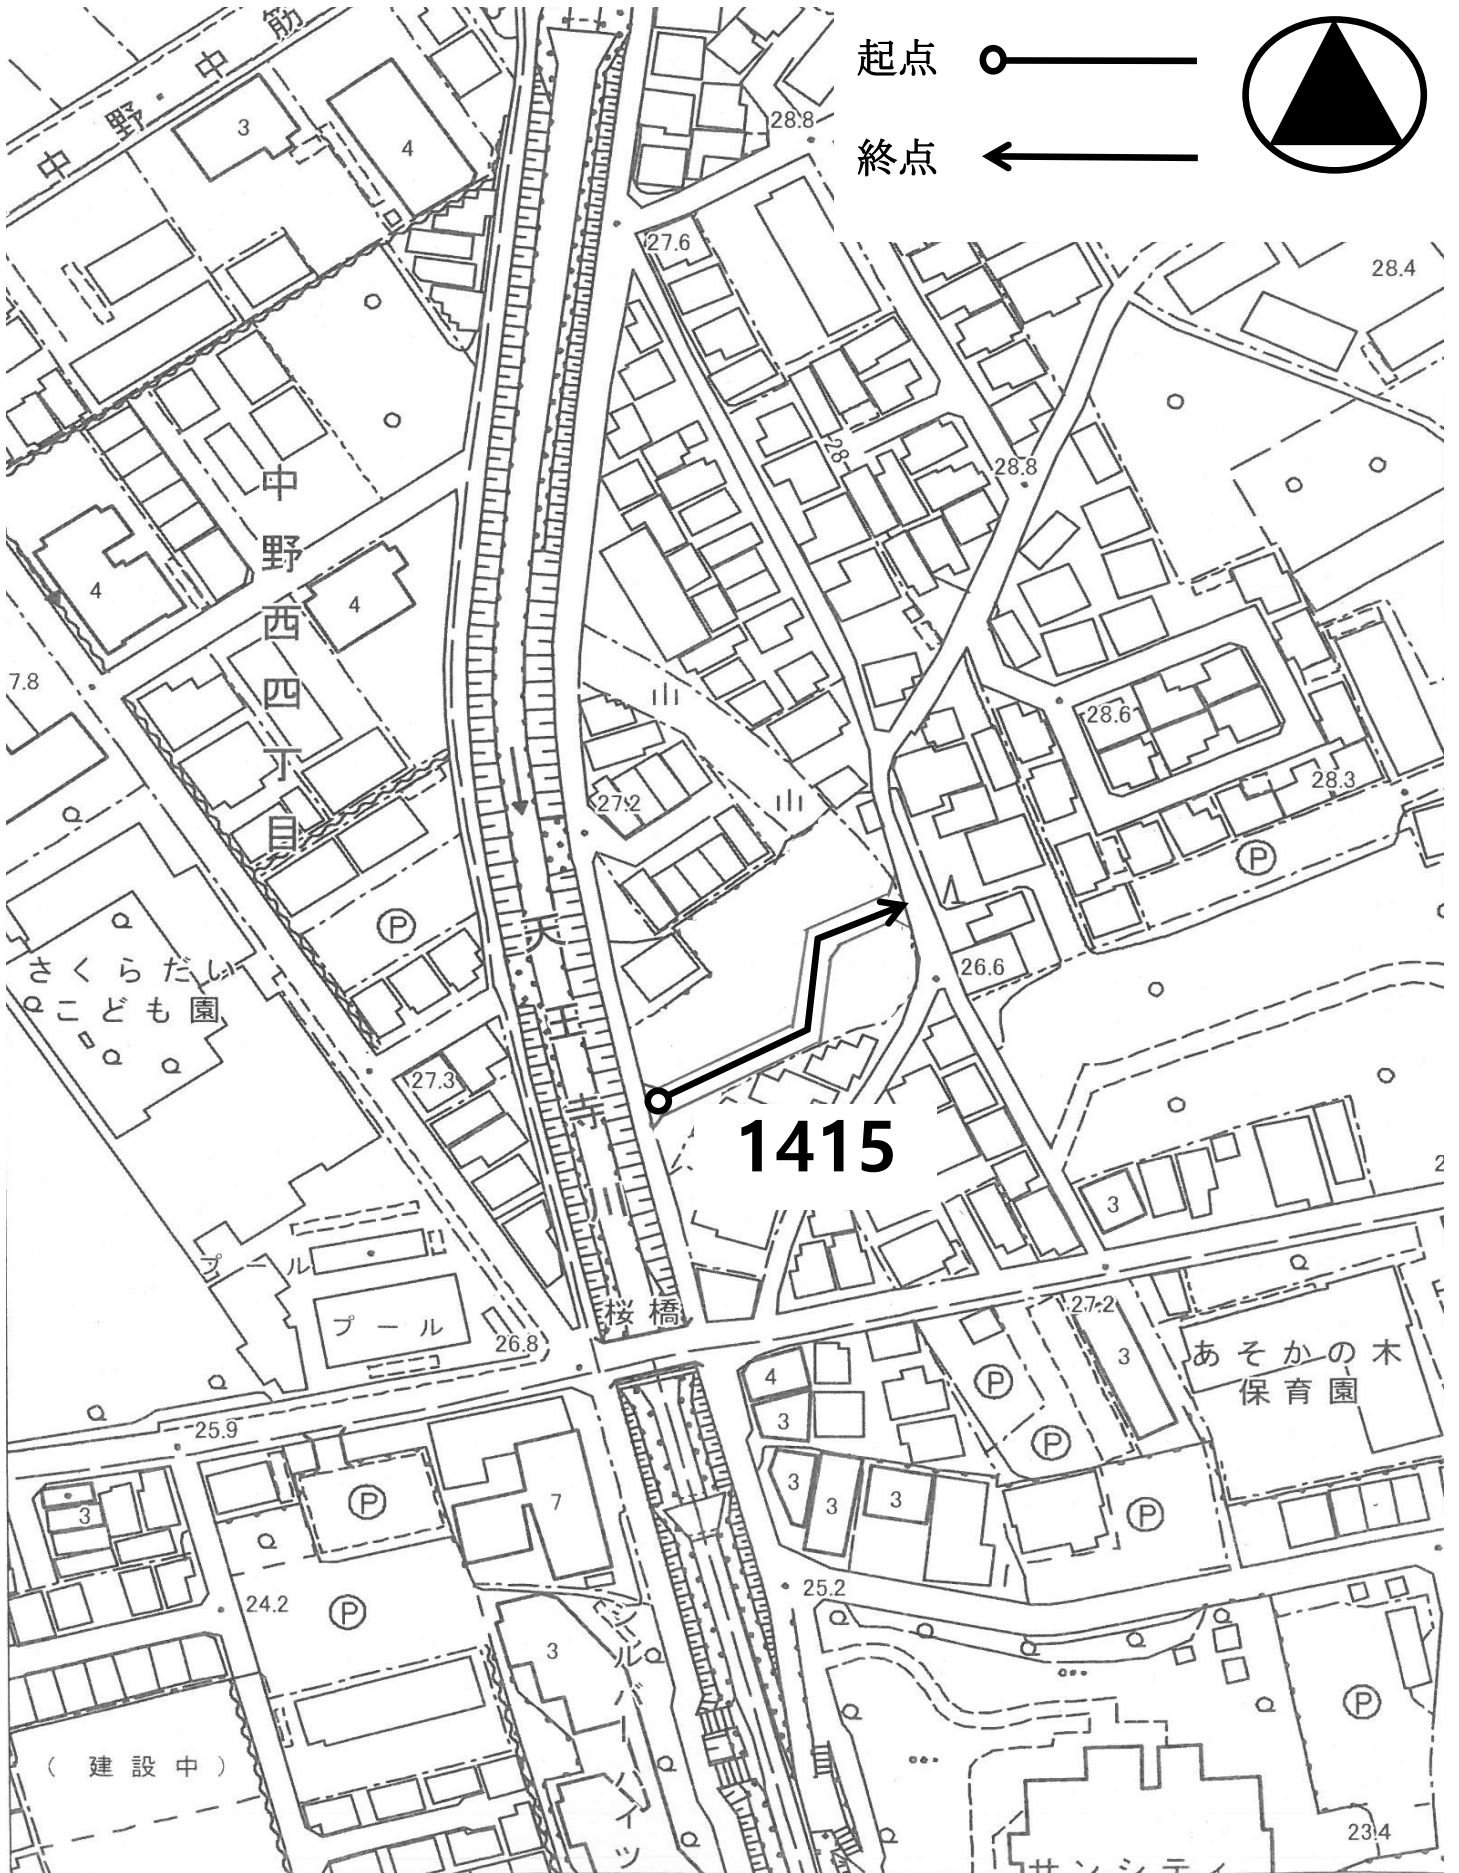 起点
終点
中野中筋
3
4
28.8
27.6
28.4
28
28.8
中野西四丁目
4
4
7.8
28.6
28.3
27.2
P
P
さくらだい
こども園
26.6
天王寺川
27.3
1415
3
プール
プール
桜橋
26.8
27.2
3
あそかの木
保育園
4
3
P
P
25.9
3
P
7
3
3
3
P
24.2
P
25.2
3
シルバーハイツ
P
（建設中）
23.4
サンシティ